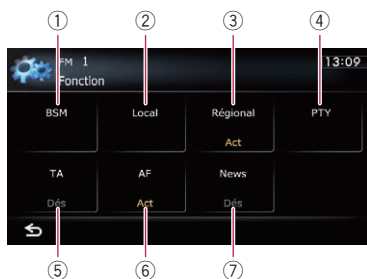 ① ② ③ ④
FM 1 13:09
Fonction
BSM Local Régional PTY
Act
TA AF News
Dés Act Dés
⑤ ⑥ ⑦